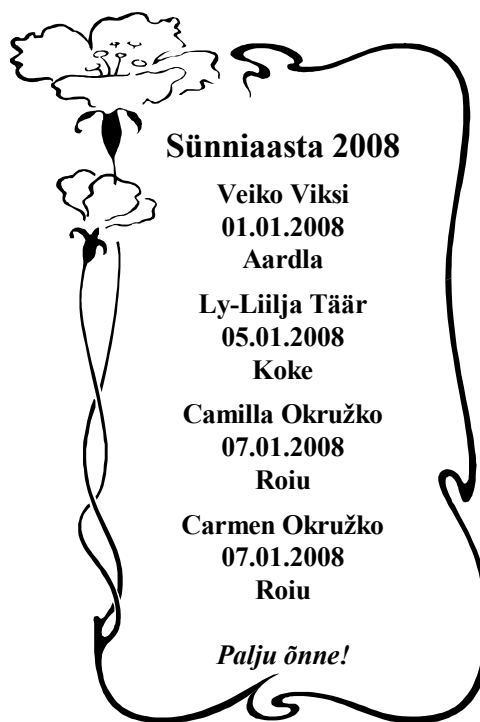 Sünniaasta 2008
Veiko Viksi
01.01.2008
Aardla
Ly-Liilja Täär
05.01.2008
Koke
Camilla Okružko
07.01.2008
Roiu
Carmen Okružko
07.01.2008
Roiu
Palju õnne!